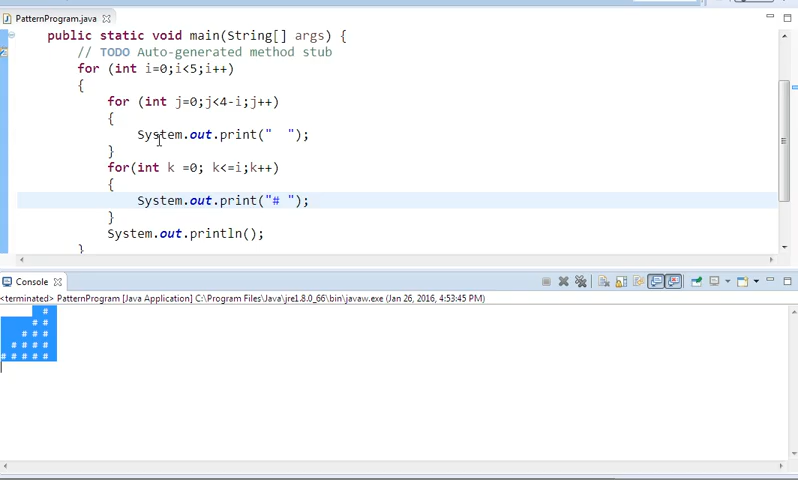 PatternProgram.java
public static void main(String[] args) {
// TODO Auto-generated method stub
for (int i=0;i<5;i++)
{
for (int j=0;j<4-i;j++)
{
System.out.print("  ");
}
for(int k =0; k<=i;k++)
{
System.out.print("# ");
}
System.out.println();
}
Console
<terminated> PatternProgram [Java Application] C:\Program Files\Java\jre1.8.0_66\bin\javaw.exe (Jan 26, 2016, 4:53:45 PM)
#
# #
# # #
# # # #
# # # # #